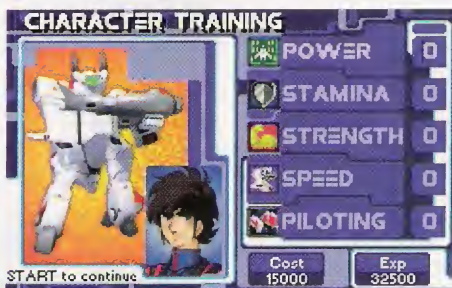 CHARACTER TRAINING
POWER 0
STAMINA 0
STRENGTH 0
SPEED 0
PILOTING 0
START to continue
Cost
15000
Exp
32500